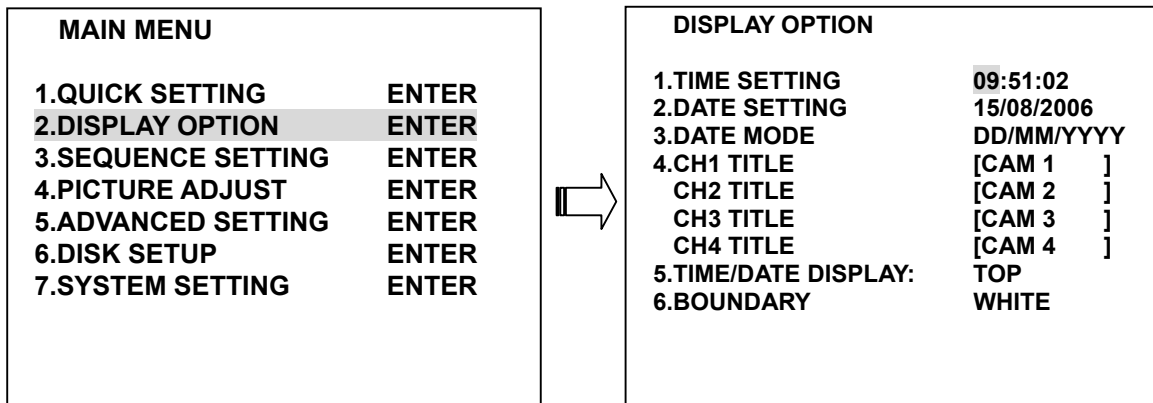 MAIN MENU
1.QUICK SETTING ENTER
2.DISPLAY OPTION ENTER
3.SEQUENCE SETTING ENTER
4.PICTURE ADJUST ENTER
5.ADVANCED SETTING ENTER
6.DISK SETUP ENTER
7.SYSTEM SETTING ENTER
DISPLAY OPTION
1.TIME SETTING 09:51:02
2.DATE SETTING 15/08/2006
3.DATE MODE DD/MM/YYYY
4.CH1 TITLE [CAM 1 ]
CH2 TITLE [CAM 2 ]
CH3 TITLE [CAM 3 ]
CH4 TITLE [CAM 4 ]
5.TIME/DATE DISPLAY: TOP
6.BOUNDARY WHITE